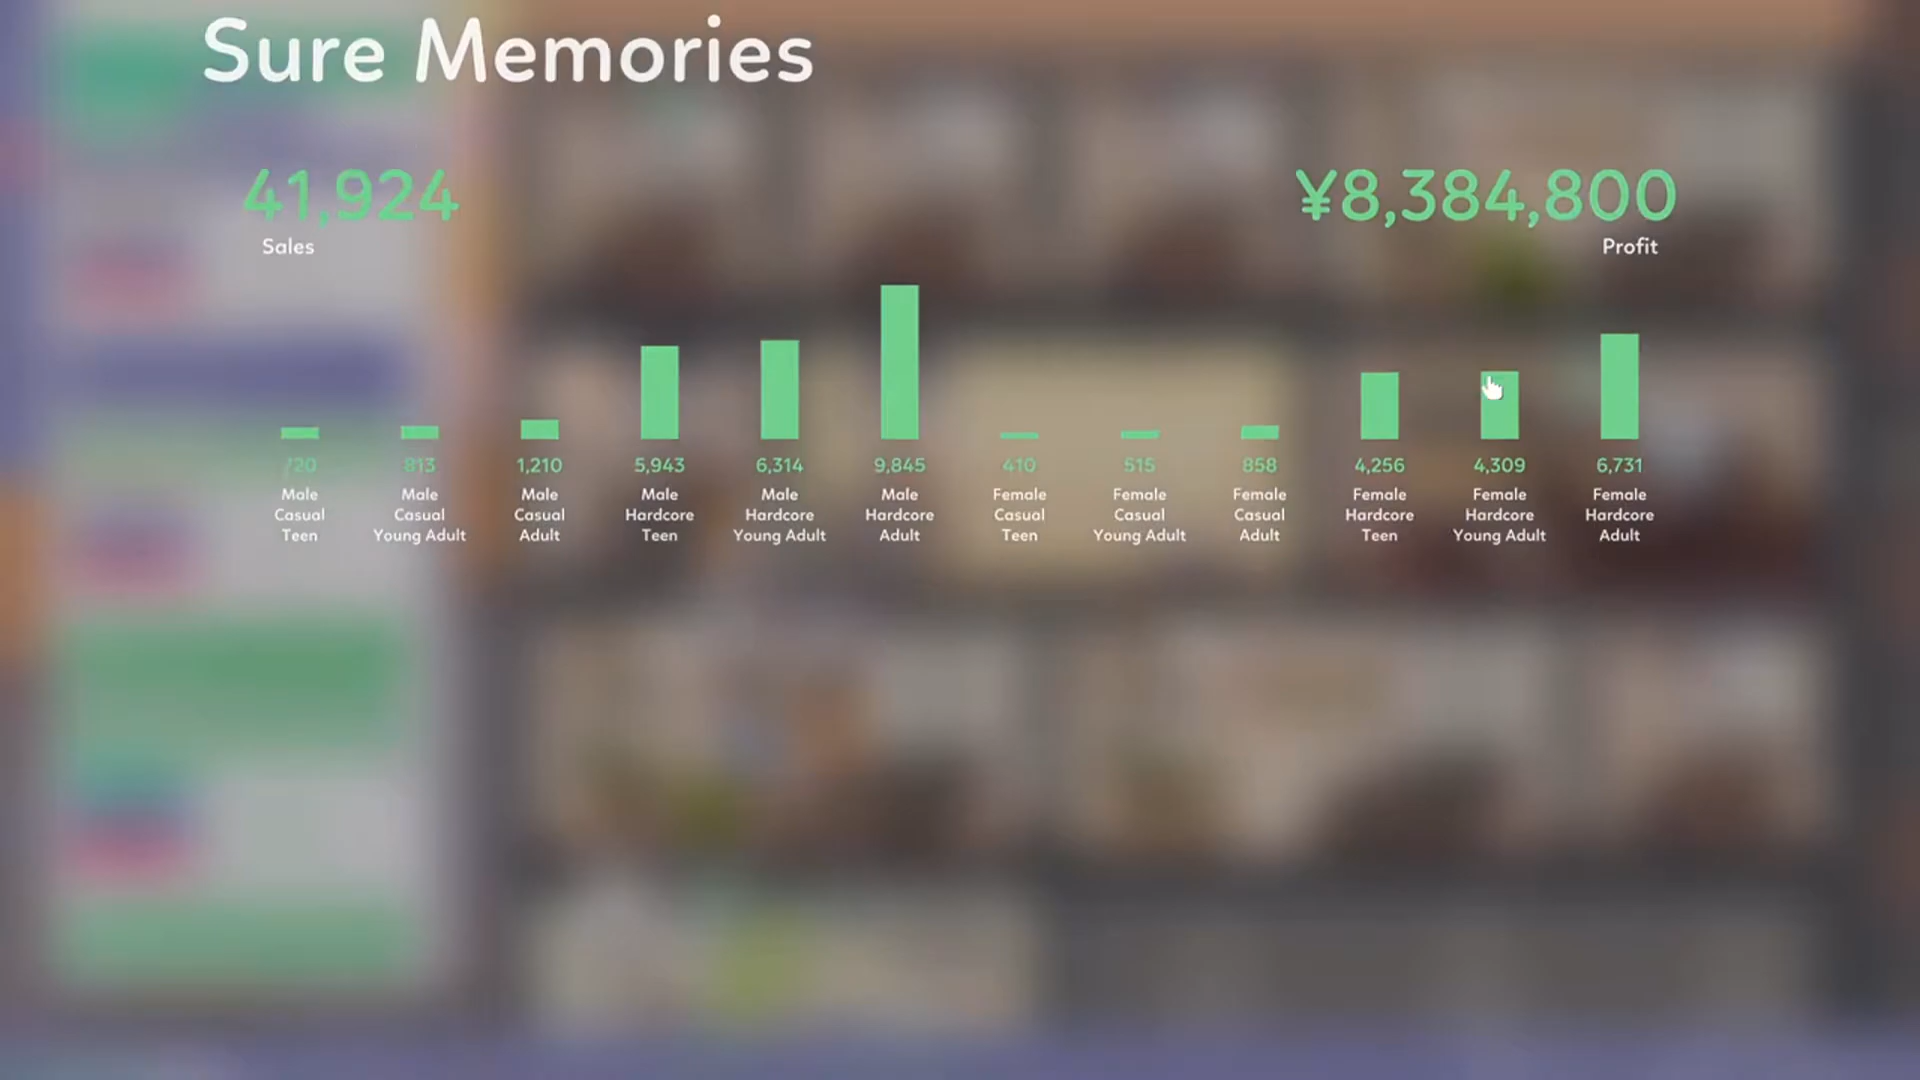 Sure Memories
41,924
Sales
¥8,384,800
Profit
720
813
1,210
5,943
6,314
9,845
410
515
858
4,256
4,309
6,731
Male
Casual
Teen
Male
Casual
Young Adult
Male
Casual
Adult
Male
Hardcore
Teen
Male
Hardcore
Young Adult
Male
Hardcore
Adult
Female
Casual
Teen
Female
Casual
Young Adult
Female
Casual
Adult
Female
Hardcore
Teen
Female
Hardcore
Young Adult
Female
Hardcore
Adult